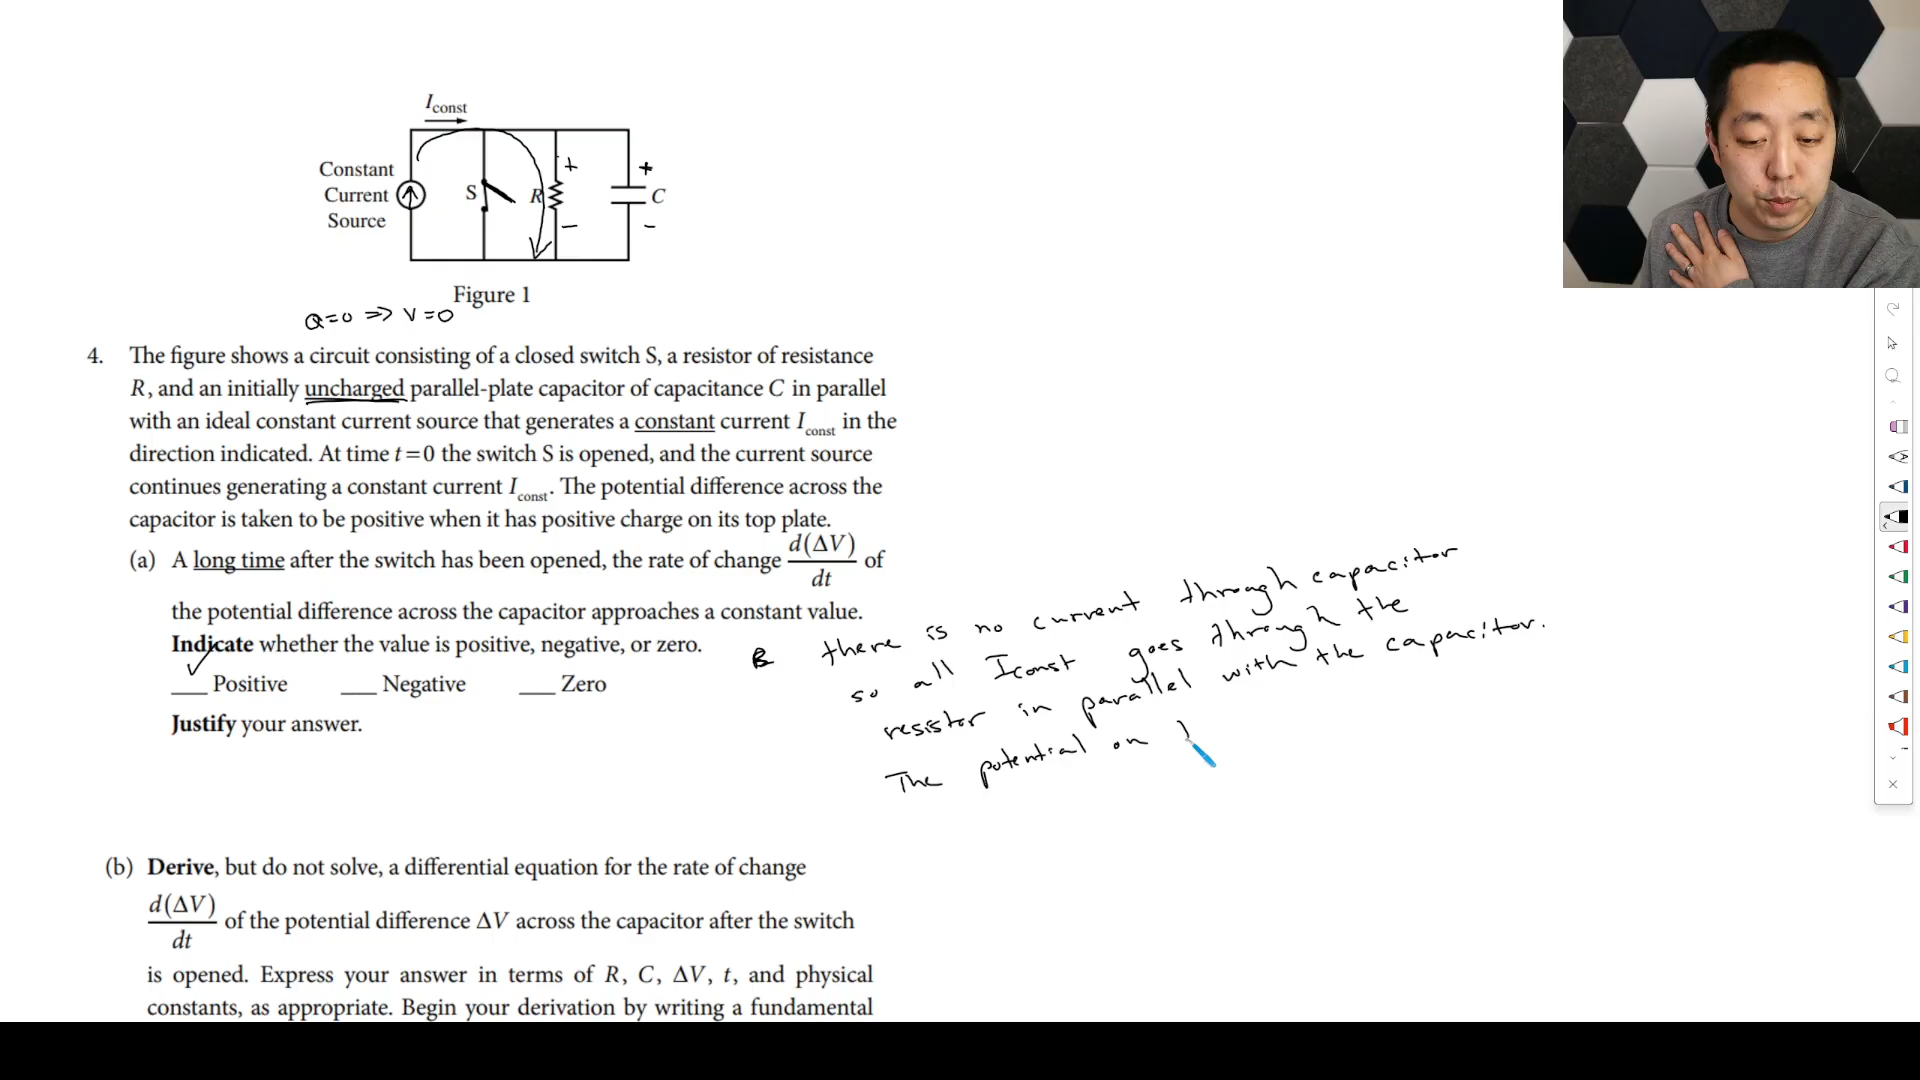 I const
Constant
Current
Source
S
R
+
-
+
-
C
Figure 1
Q=0 => V=0
4. The figure shows a circuit consisting of a closed switch S, a resistor of resistance
R, and an initially uncharged parallel-plate capacitor of capacitance C in parallel
with an ideal constant current source that generates a constant current I const in the
direction indicated. At time t=0 the switch S is opened, and the current source
continues generating a constant current I const. The potential difference across the
capacitor is taken to be positive when it has positive charge on its top plate.
(a) A long time after the switch has been opened, the rate of change d(ΔV)/dt of
the potential difference across the capacitor approaches a constant value.
Indicate whether the value is positive, negative, or zero.
✓ ___ Positive ___ Negative ___ Zero
Justify your answer.
there is no current through capacitor
so all Iconst goes through the
resistor in parallel with the capacitor.
The potential on
(b) Derive, but do not solve, a differential equation for the rate of change
d(ΔV)/dt of the potential difference ΔV across the capacitor after the switch
is opened. Express your answer in terms of R, C, ΔV, t, and physical
constants, as appropriate. Begin your derivation by writing a fundamental